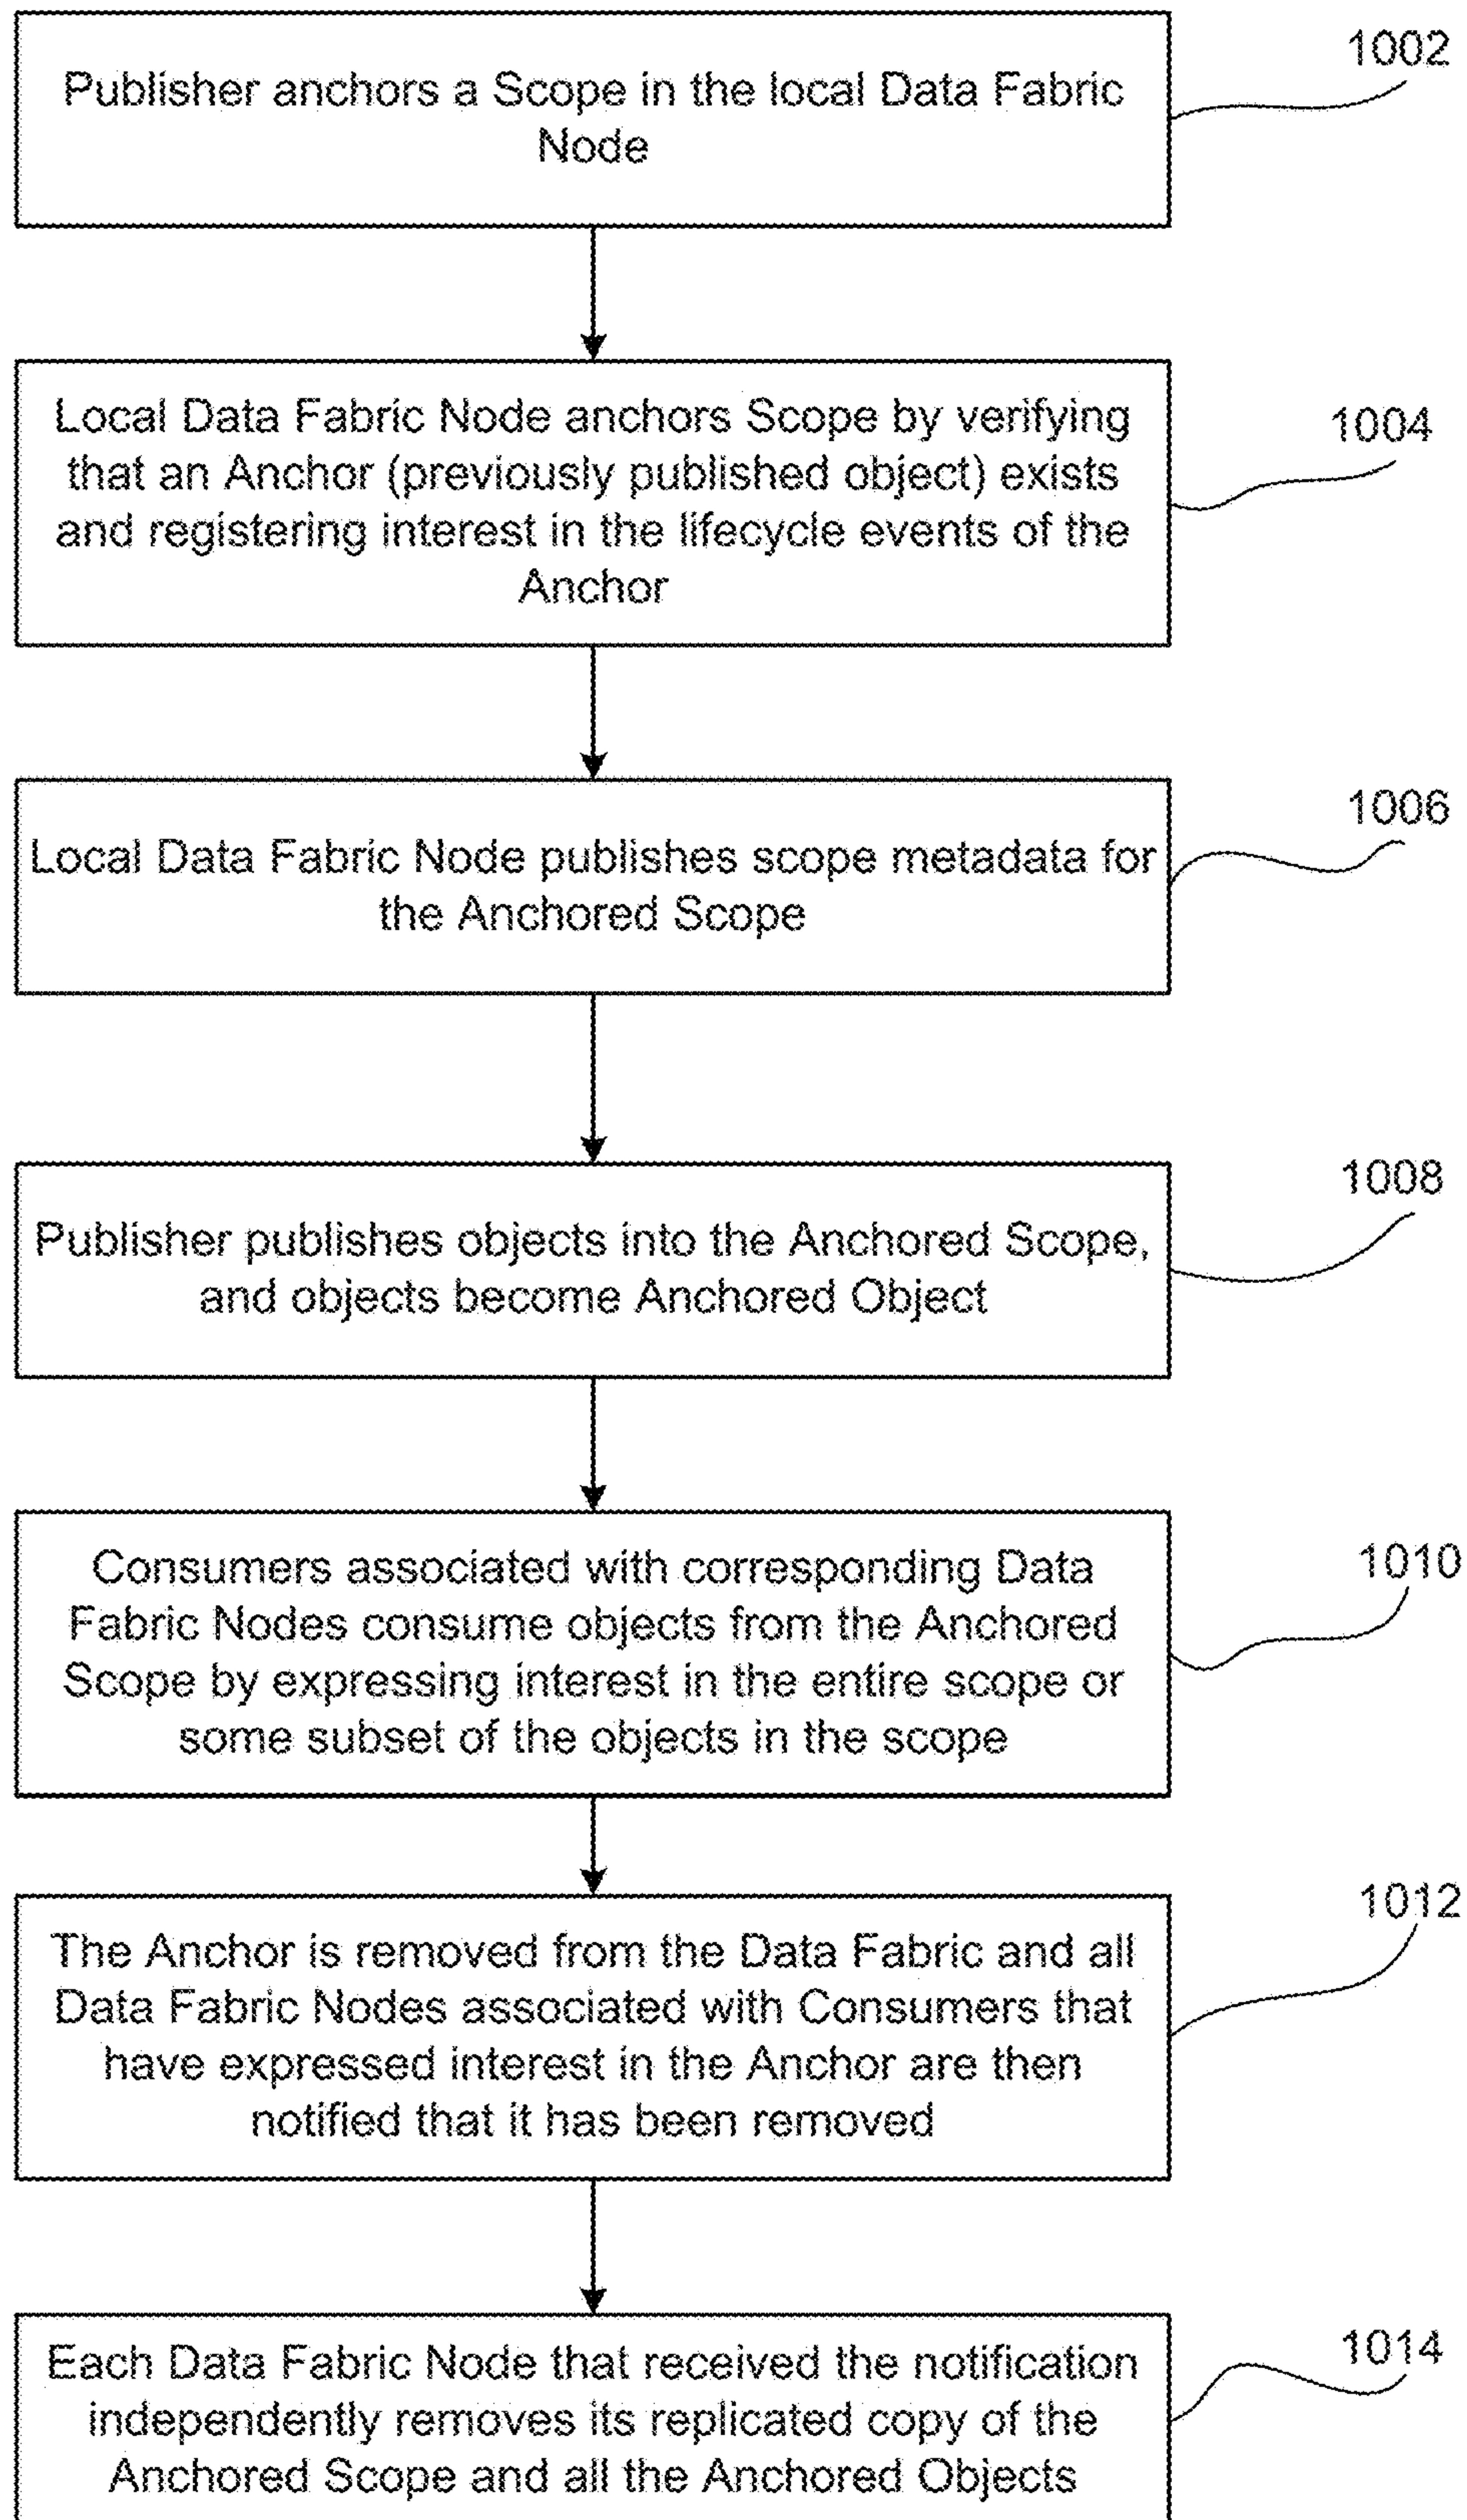 Publisher anchors a Scope in the local Data Fabric
Node
1002
Local Data Fabric Node anchors Scope by verifying
that an Anchor (previously published object) exists
and registering interest in the lifecycle events of the
Anchor
1004
Local Data Fabric Node publishes scope metadata for
the Anchored Scope
1006
Publisher publishes objects into the Anchored Scope,
and objects become Anchored Object
1008
Consumers associated with corresponding Data
Fabric Nodes consume objects from the Anchored
Scope by expressing interest in the entire scope or
some subset of the objects in the scope
1010
The Anchor is removed from the Data Fabric and all
Data Fabric Nodes associated with Consumers that
have expressed interest in the Anchor are then
notified that it has been removed
1012
Each Data Fabric Node that received the notification
independently removes its replicated copy of the
Anchored Scope and all the Anchored Objects
1014